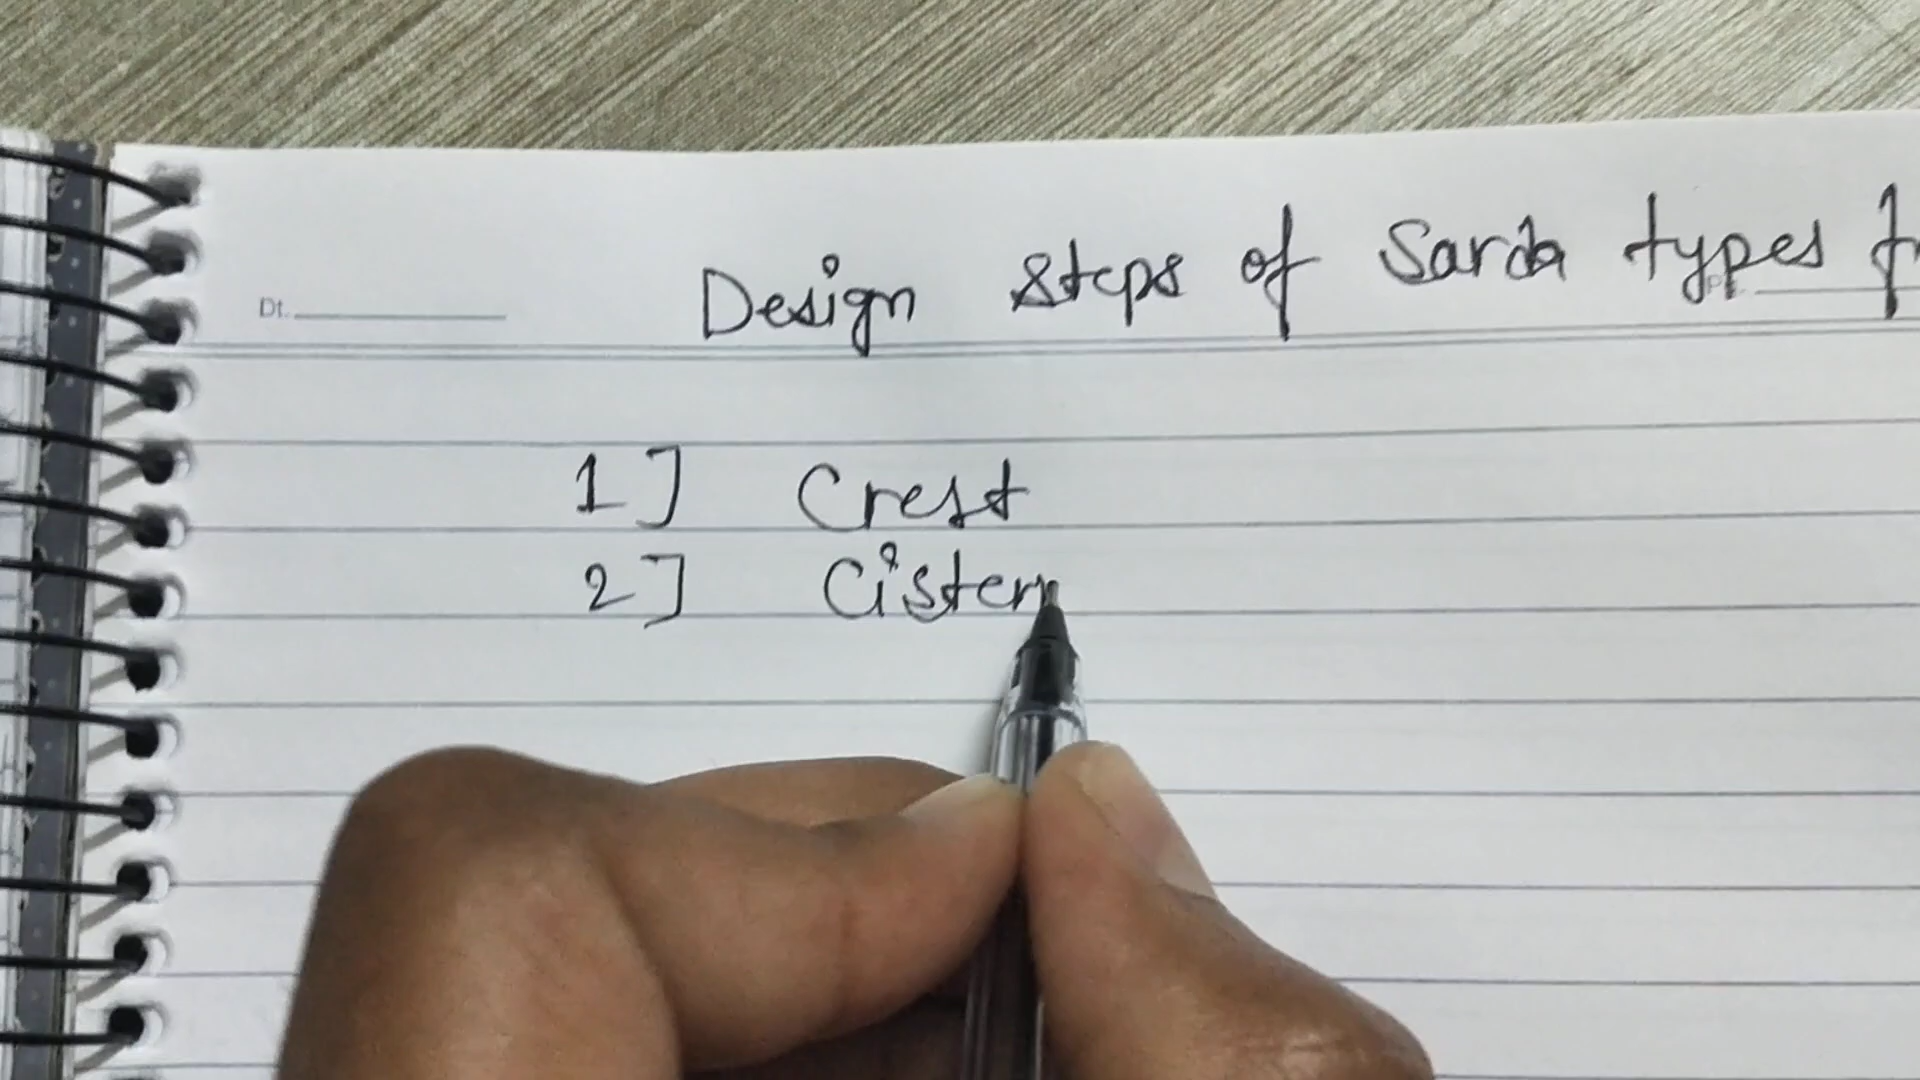 Dt.
Design Steps of Sarda types
1] Crest
2] Cistern